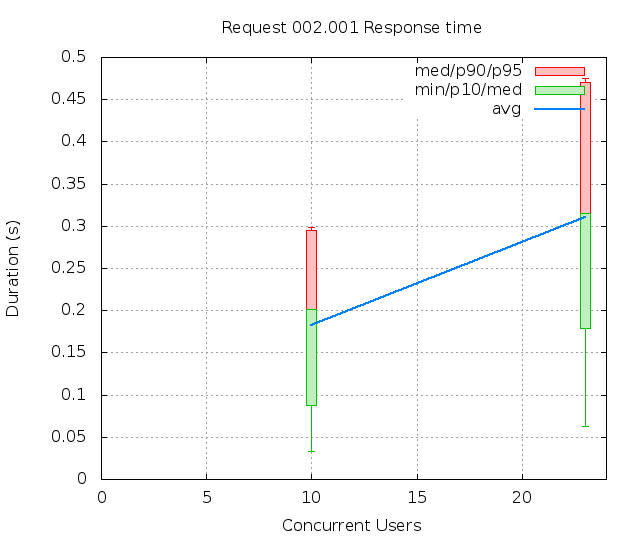 Request 002.001 Response time
med/p90/p95
min/p10/med
avg
0.5
0.45
0.4
0.35
0.3
0.25
0.2
0.15
0.1
0.05
0
0 5 10 15 20
Duration (s)
Concurrent Users